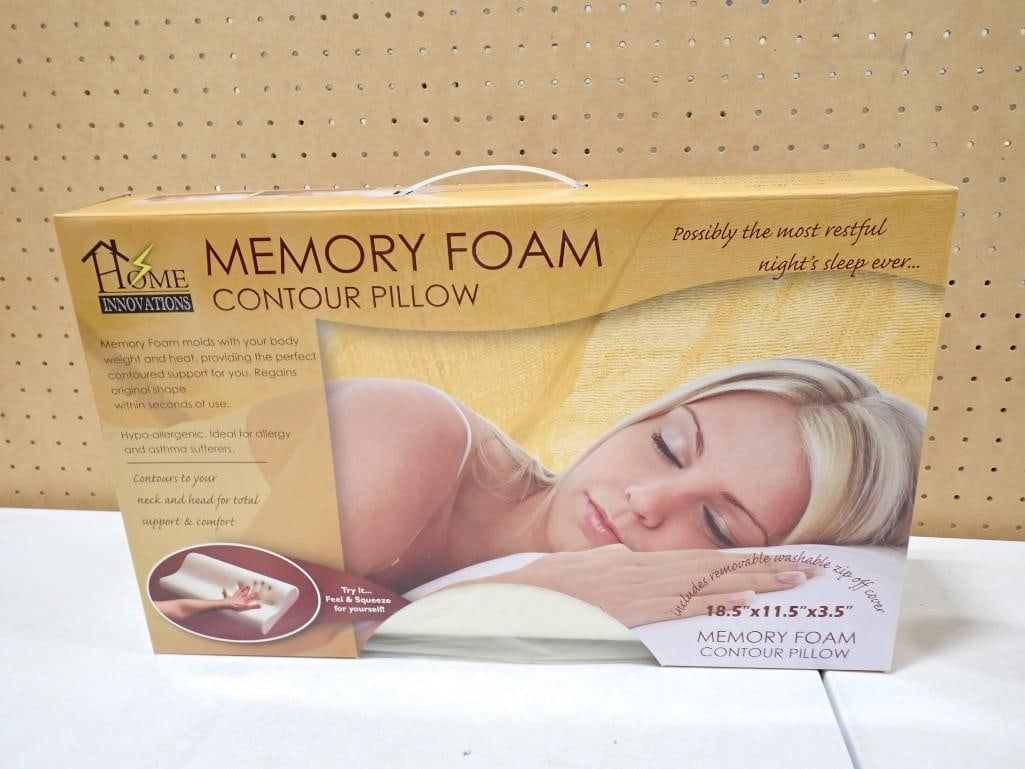 HOME
INNOVATIONS
MEMORY FOAM
CONTOUR PILLOW
Possibly the most restful
night's sleep ever...
Memory Foam molds with your body
weight and heat, providing the perfect
contoured support for you. Regains
original shape
within seconds of use.
Hypo-allergenic. Ideal for allergy
and asthma sufferers.
Contours to your
neck and head for total
support & comfort
Try it...
Feel & Squeeze
for yourself!
includes removable washable zip off cover
18.5"x11.5"x3.5"
MEMORY FOAM
CONTOUR PILLOW